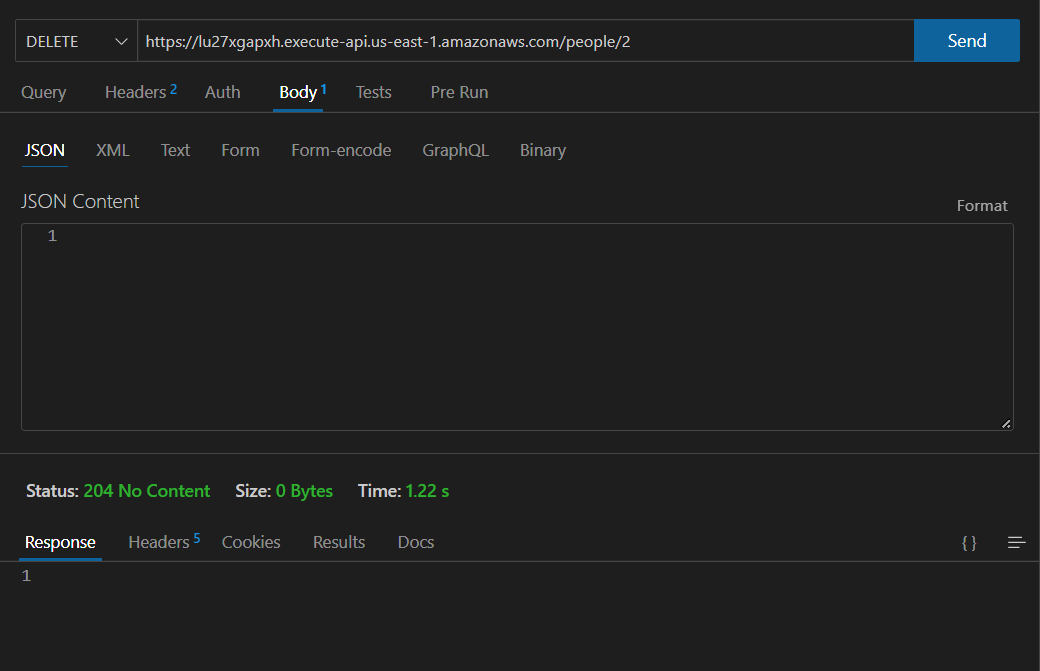 DELETE https://lu27xgapxh.execute-api.us-east-1.amazonaws.com/people/2 Send
Query Headers 2 Auth Body 1 Tests Pre Run
JSON XML Text Form Form-encode GraphQL Binary
JSON Content Format
1
Status: 204 No Content Size: 0 Bytes Time: 1.22 s
Response Headers 5 Cookies Results Docs { }
1